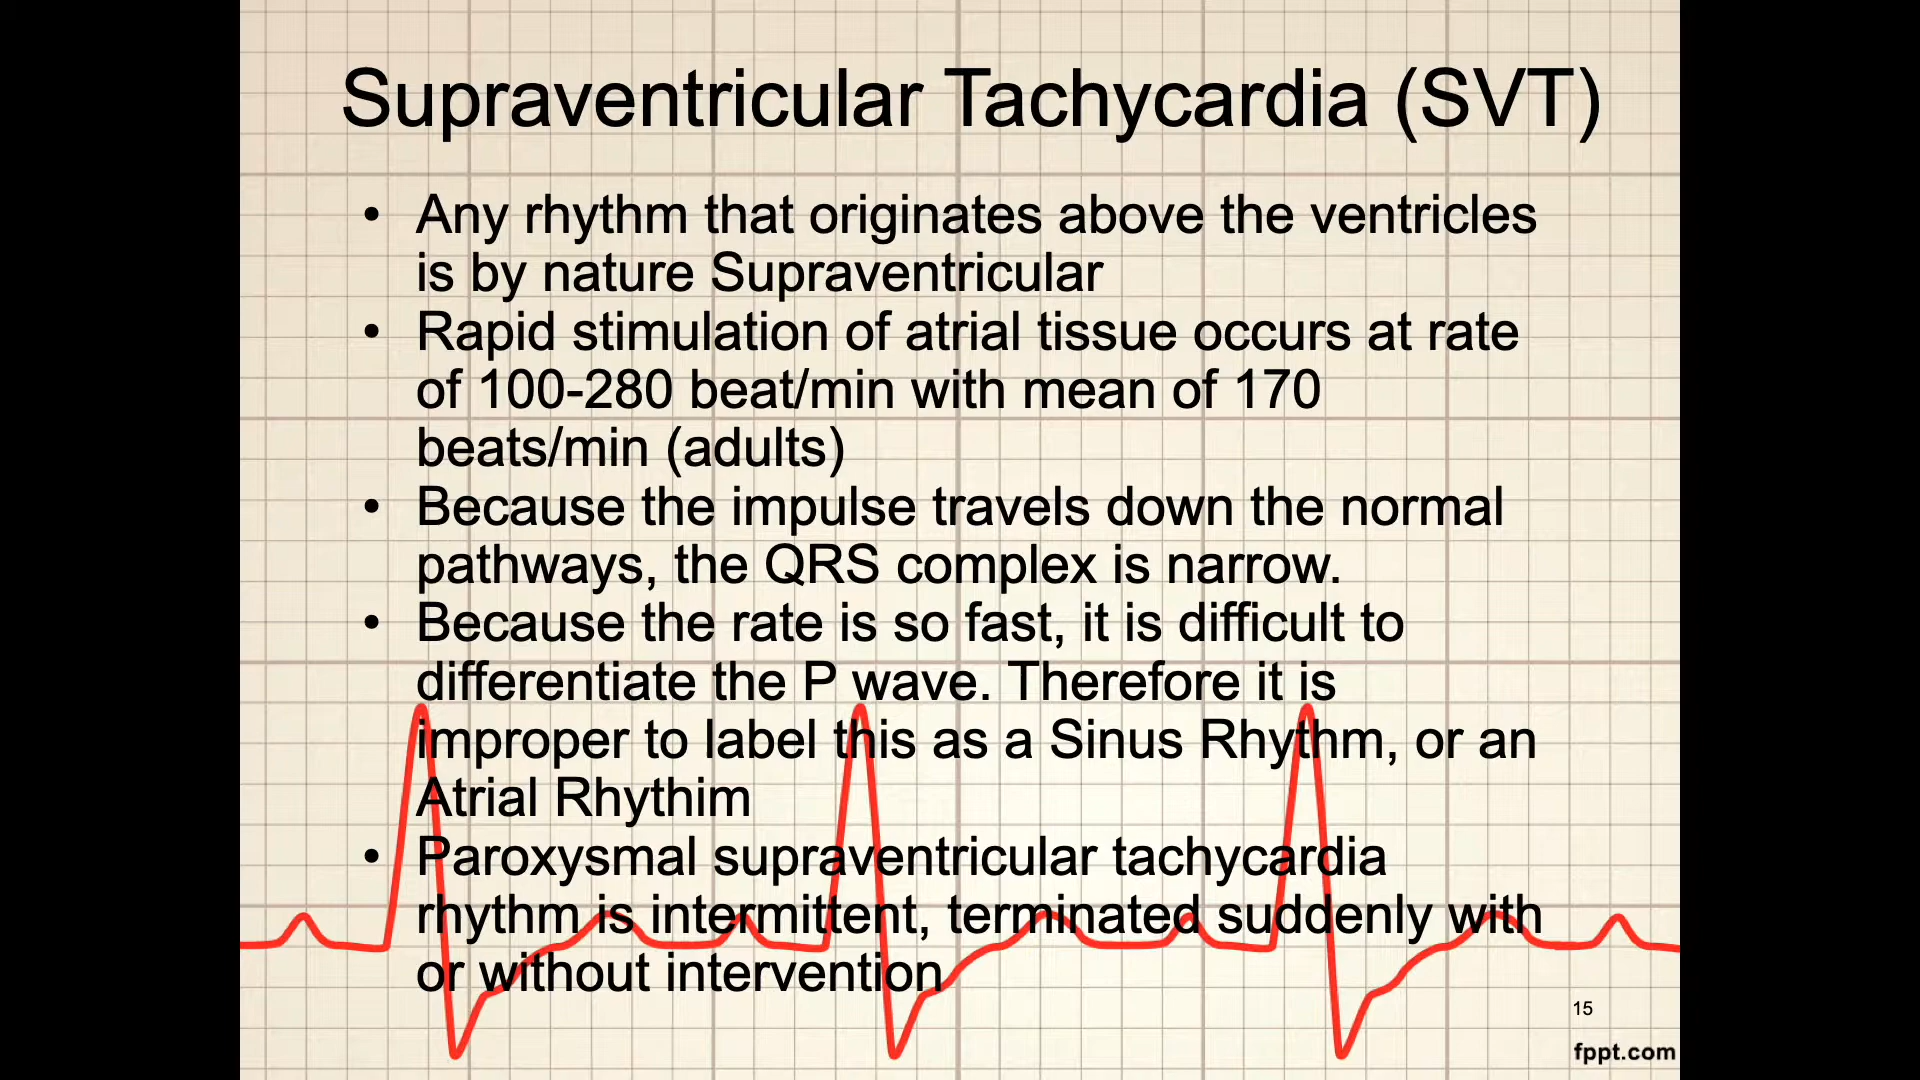 Supraventricular Tachycardia (SVT)
• Any rhythm that originates above the ventricles
is by nature Supraventricular
• Rapid stimulation of atrial tissue occurs at rate
of 100-280 beat/min with mean of 170
beats/min (adults)
• Because the impulse travels down the normal
pathways, the QRS complex is narrow.
• Because the rate is so fast, it is difficult to
differentiate the P wave. Therefore it is
improper to label this as a Sinus Rhythm, or an
Atrial Rhythim
• Paroxysmal supraventricular tachycardia
rhythm is intermittent, terminated suddenly with
or without intervention
15
fppt.com